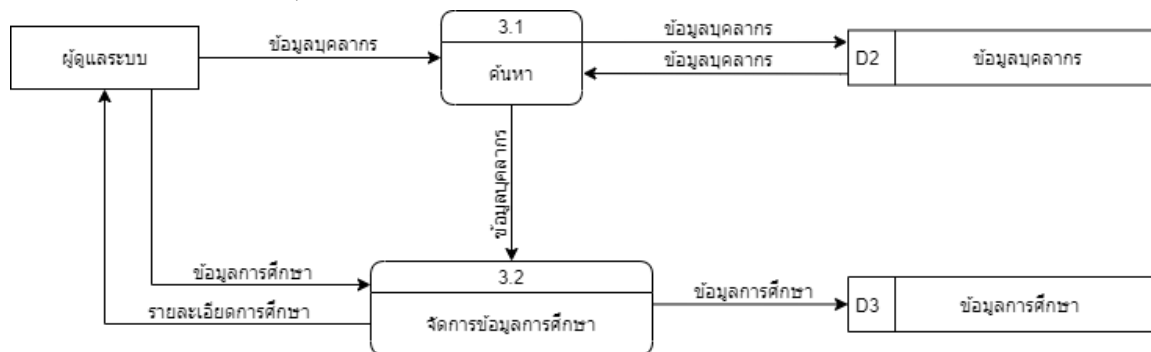 3.1
ข้อมูลบุคลากร
ข้อมูลบุคลากร
ผู้ดูแลระบบ
ค้นหา
ข้อมูลบุคลากร
D2
ข้อมูลบุคลากร
ข้อมูลบุคลากร
3.2
ข้อมูลการศึกษา
ข้อมูลการศึกษา
รายละเอียดการศึกษา
จัดการข้อมูลการศึกษา
D3
ข้อมูลการศึกษา